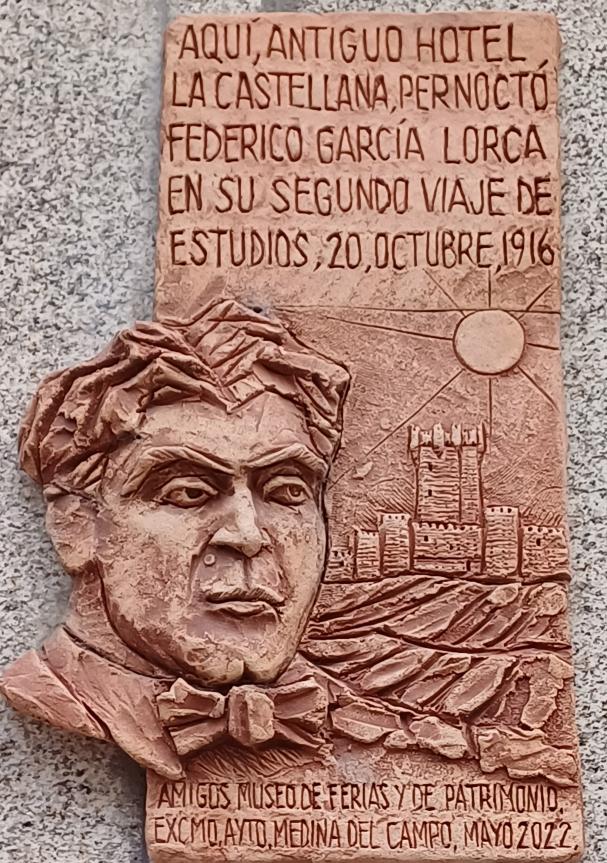 AQUÍ, ANTIGUO HOTEL
LA CASTELLANA, PERNOCTÓ
FEDERICO GARCÍA LORCA
EN SU SEGUNDO VIAJE DE
ESTUDIOS, 20, OCTUBRE, 1916
AMIGOS MUSEO DE FERIAS Y DE PATRIMONIO,
EXCMO, AYTO, MEDINA DEL CAMPO, MAYO 2022,